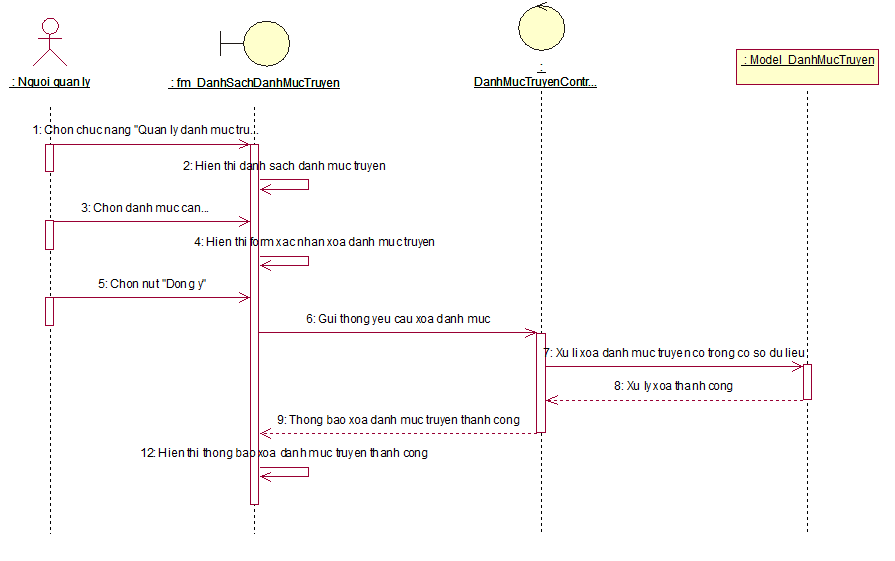 : Nguoi quan ly
: fm_DanhSachDanhMucTruyen
:
DanhMucTruyenContr...
: Model_DanhMucTruyen
1: Chon chuc nang "Quan ly danh muc tru...
2: Hien thi danh sach danh muc truyen
3: Chon danh muc can...
4: Hien thi form xac nhan xoa danh muc truyen
5: Chon nut "Dong y"
6: Gui thong yeu cau xoa danh muc
7: Xu li xoa danh muc truyen co trong co so du lieu
8: Xu ly xoa thanh cong
9: Thong bao xoa danh muc truyen thanh cong
12: Hien thi thong bao xoa danh muc truyen thanh cong